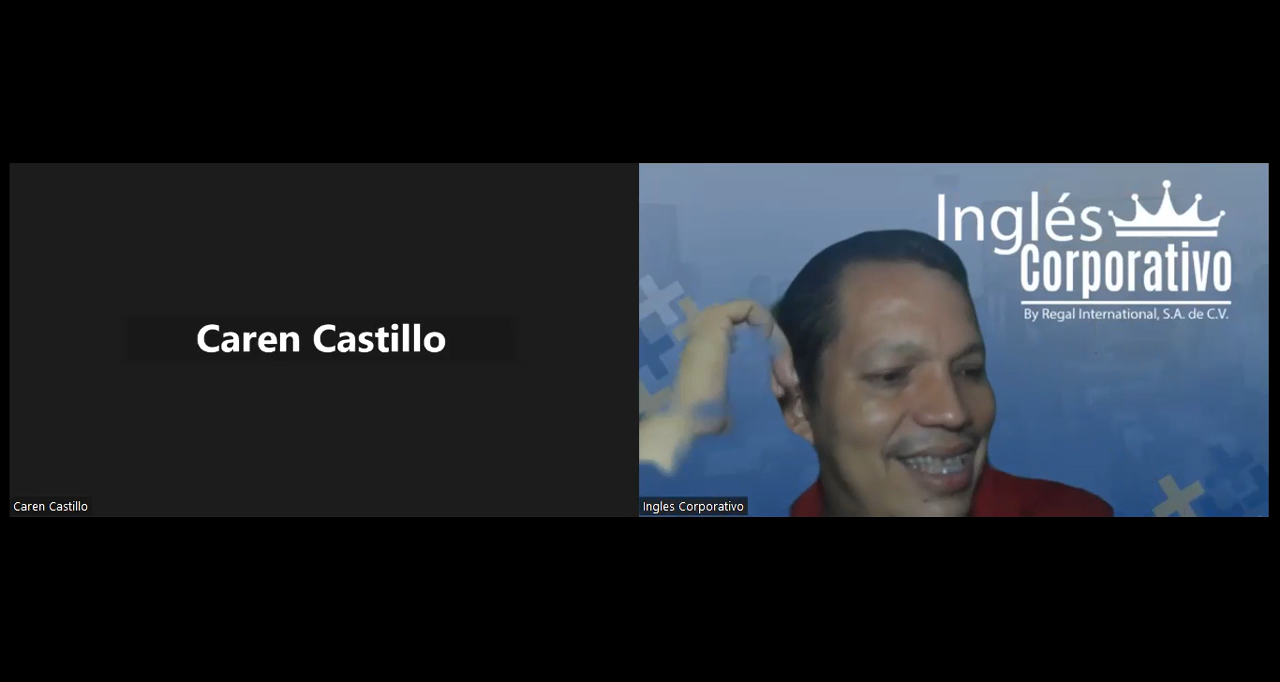 Caren Castillo
Caren Castillo
Inglés
Corporativo
By Regal International, S.A. de C.V.
Ingles Corporativo